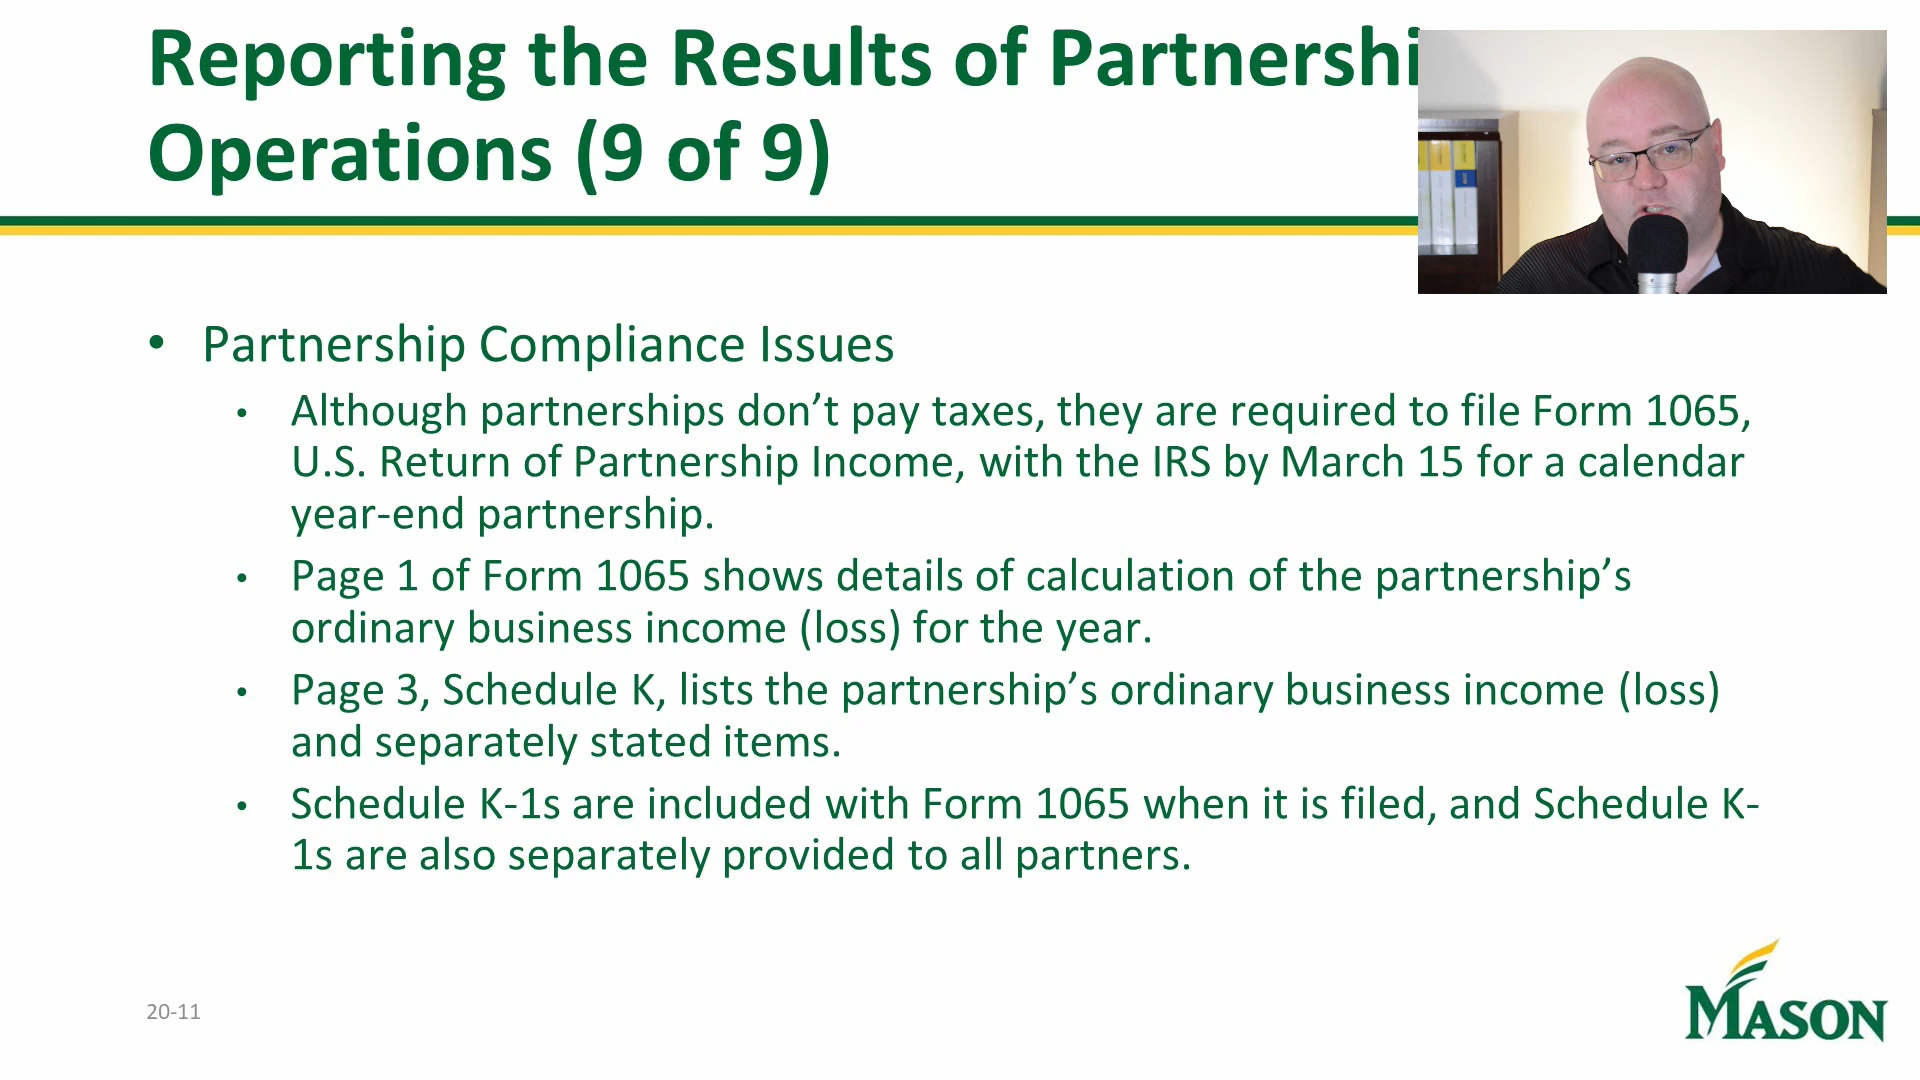 Reporting the Results of Partnershi
Operations (9 of 9)
• Partnership Compliance Issues
• Although partnerships don’t pay taxes, they are required to file Form 1065,
U.S. Return of Partnership Income, with the IRS by March 15 for a calendar
year-end partnership.
• Page 1 of Form 1065 shows details of calculation of the partnership’s
ordinary business income (loss) for the year.
• Page 3, Schedule K, lists the partnership’s ordinary business income (loss)
and separately stated items.
• Schedule K-1s are included with Form 1065 when it is filed, and Schedule K-
1s are also separately provided to all partners.
20-11
MASON